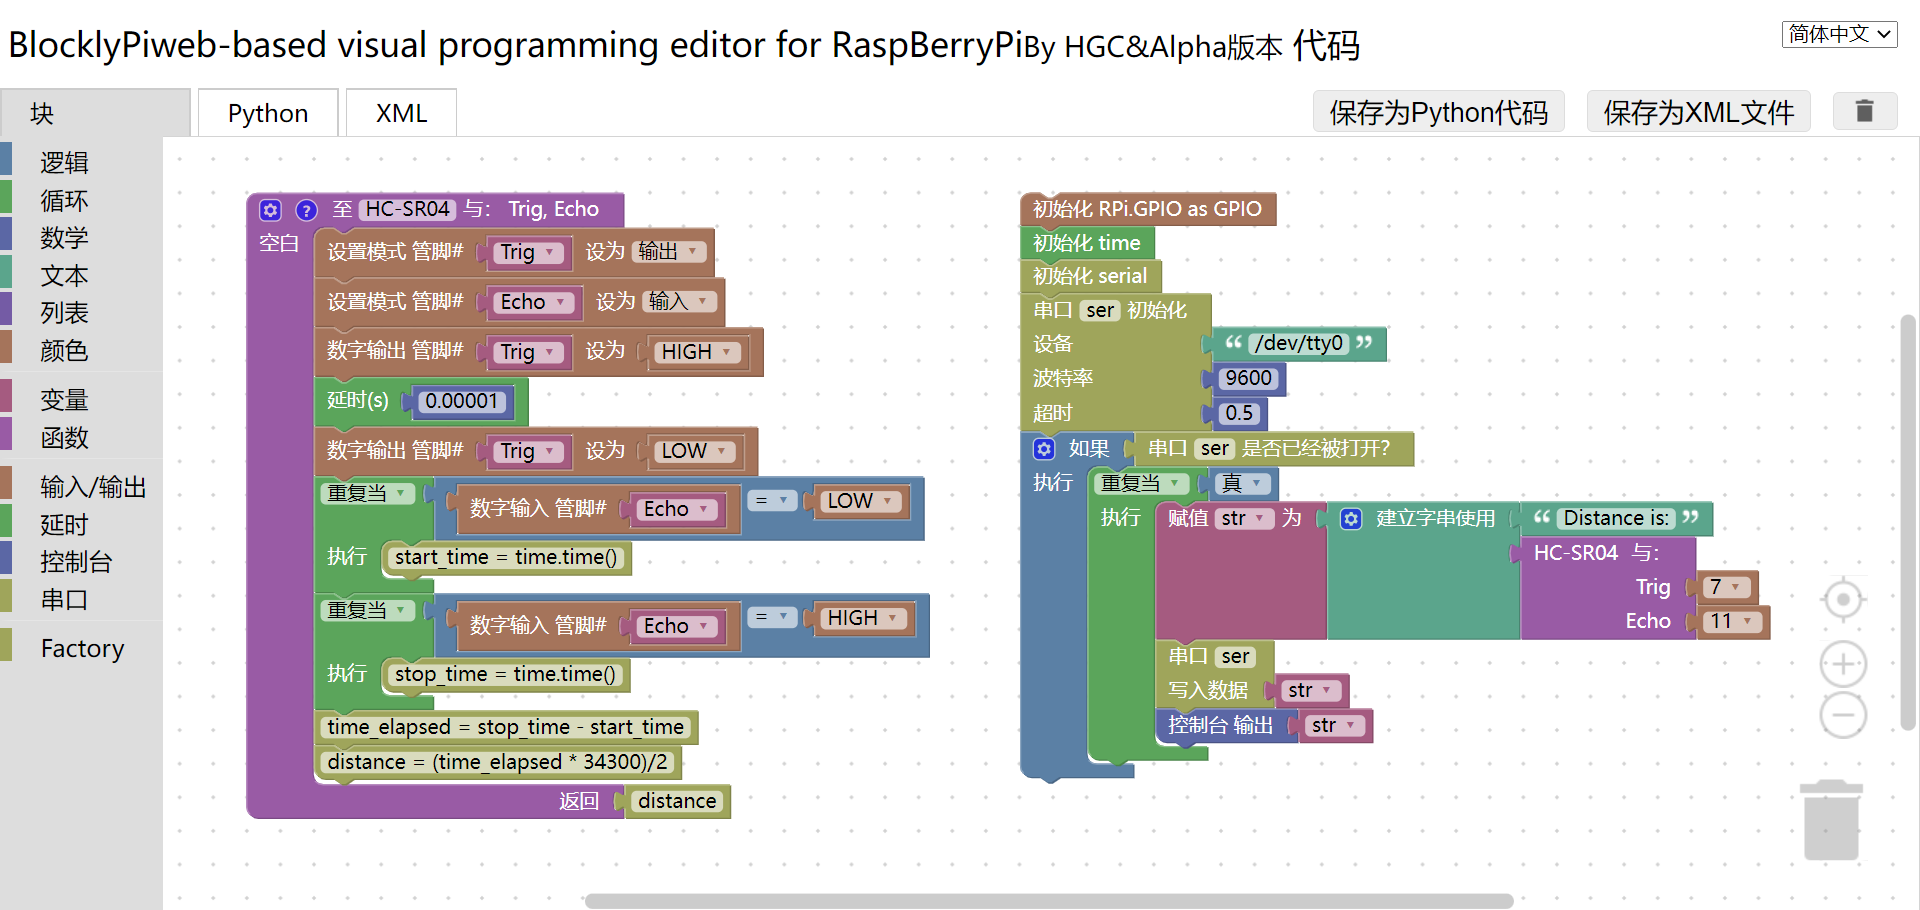 BlocklyPiweb-based visual programming editor for RaspBerryPiBy HGC&Alpha版本 代码
简体中文
块
Python
XML
保存为Python代码
保存为XML文件
逻辑
循环
数学
文本
列表
颜色
变量
函数
输入/输出
延时
控制台
串口
Factory
至 HC-SR04 与: Trig, Echo
空白
设置模式 管脚# Trig 设为 输出
设置模式 管脚# Echo 设为 输入
数字输出 管脚# Trig 设为 HIGH
延时(s) 0.00001
数字输出 管脚# Trig 设为 LOW
重复当 数字输入 管脚# Echo = LOW
执行 start_time = time.time()
重复当 数字输入 管脚# Echo = HIGH
执行 stop_time = time.time()
time_elapsed = stop_time - start_time
distance = (time_elapsed * 34300)/2
返回 distance
初始化 RPi.GPIO as GPIO
初始化 time
初始化 serial
串口 ser 初始化
设备 “ /dev/tty0 ”
波特率 9600
超时 0.5
如果 串口 ser 是否已经被打开?
执行 重复当 真
执行 赋值 str 为 建立字串使用 “ Distance is: ”
HC-SR04 与:
Trig 7
Echo 11
串口 ser
写入数据 str
控制台 输出 str